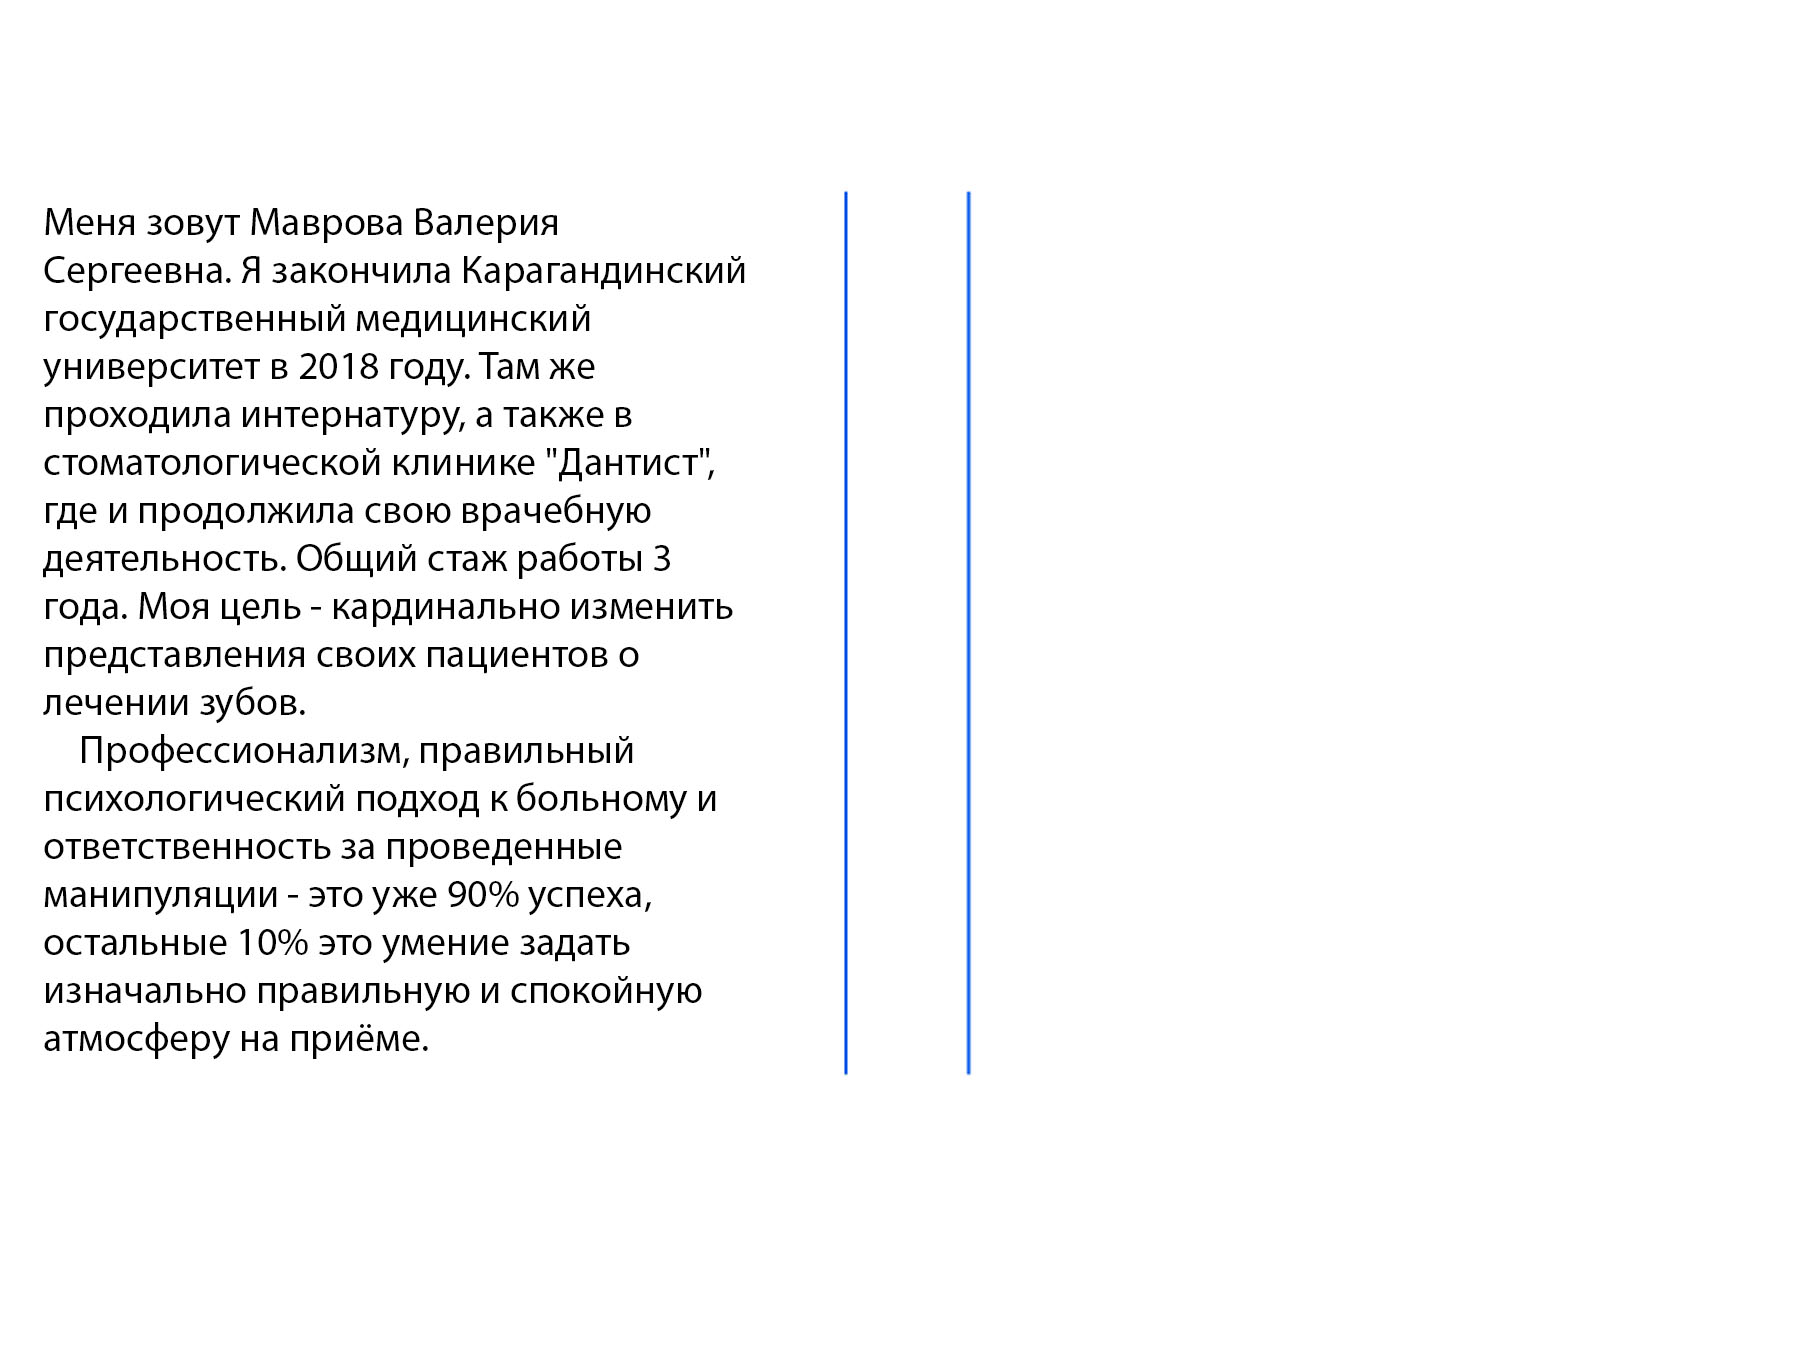 Меня зовут Маврова Валерия
Сергеевна. Я закончила Карагандинский
государственный медицинский
университет в 2018 году. Там же
проходила интернатуру, а также в
стоматологической клинике "Дантист",
где и продолжила свою врачебную
деятельность. Общий стаж работы 3
года. Моя цель - кардинально изменить
представления своих пациентов о
лечении зубов.
Профессионализм, правильный
психологический подход к больному и
ответственность за проведенные
манипуляции - это уже 90% успеха,
остальные 10% это умение задать
изначально правильную и спокойную
атмосферу на приёме.